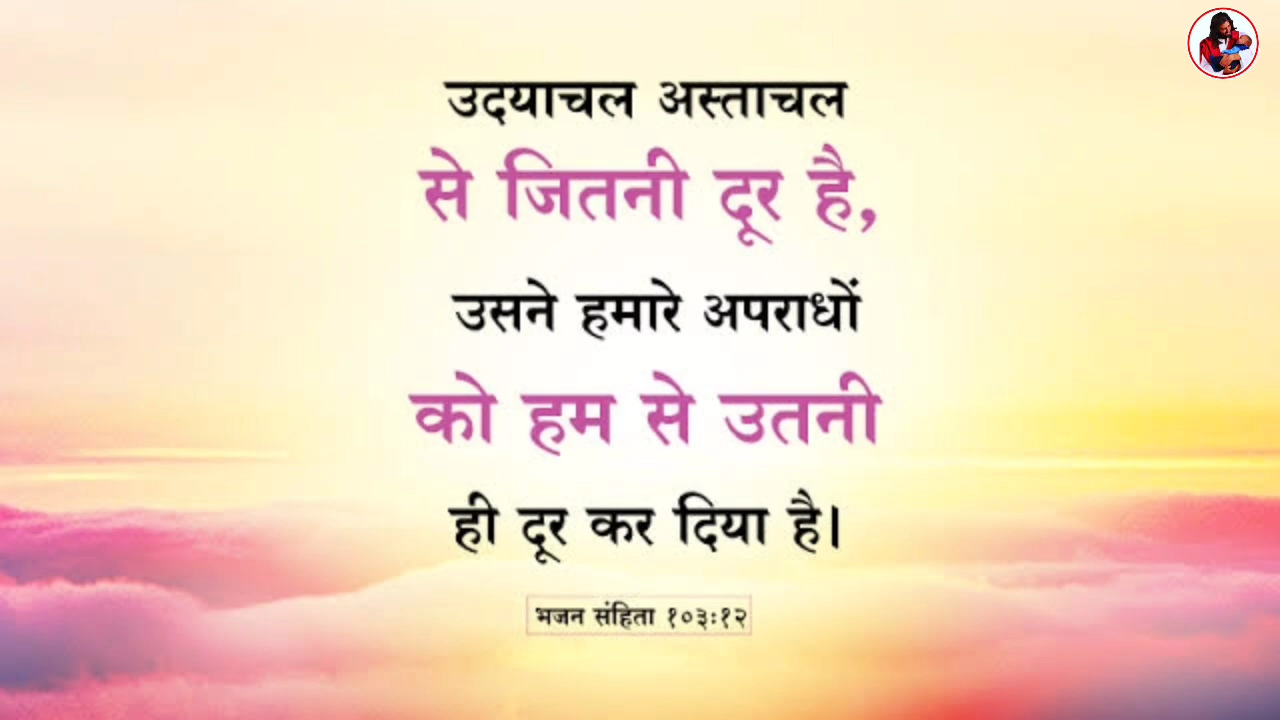 उदयाचल अस्ताचल
से जितनी दूर है,
उसने हमारे अपराधों
को हम से उतनी
ही दूर कर दिया है।
भजन संहिता १०३:१२